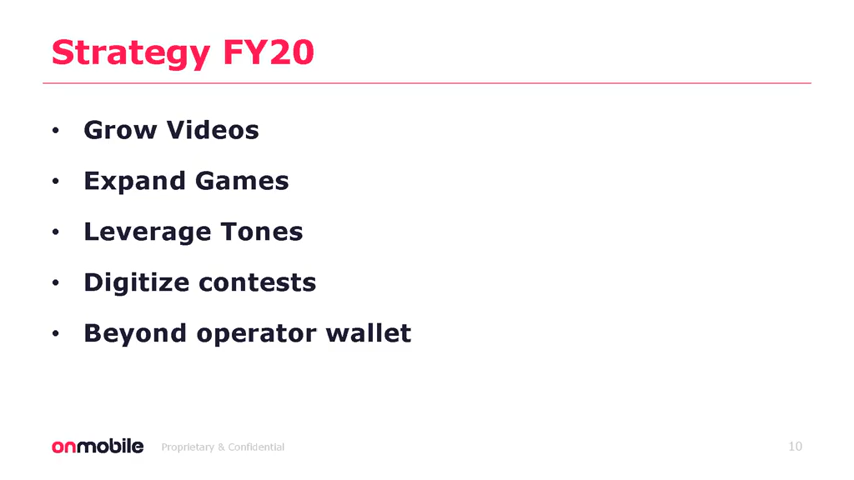 Strategy FY20
• Grow Videos
• Expand Games
• Leverage Tones
• Digitize contests
• Beyond operator wallet
onmobile Proprietary & Confidential 10